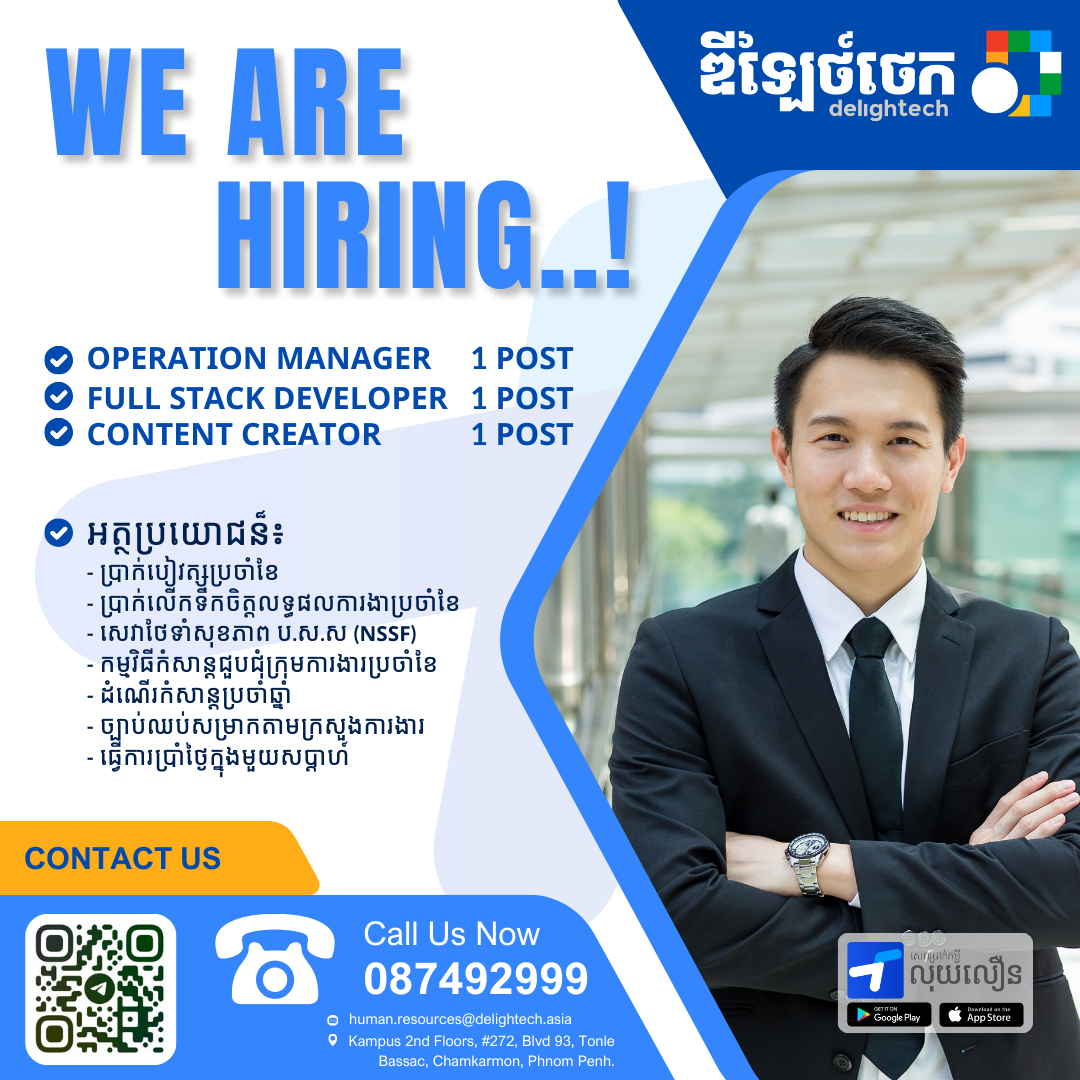 ឌីឡៃថ៍ថេក
delightech
WE ARE
HIRING..!
OPERATION MANAGER 1 POST
FULL STACK DEVELOPER 1 POST
CONTENT CREATOR 1 POST
អត្ថប្រយោជន៏៖
- ប្រាក់បៀវត្សប្រចាំខែ
- ប្រាក់លើកទឹកចិត្តលទ្ធផលការងាប្រចាំខែ
- សេវាថែទាំសុខភាព ប.ស.ស (NSSF)
- កម្មវិធីកំសាន្តជួបជុំក្រុមការងារប្រចាំខែ
- ដំណើរកំសាន្តប្រចាំឆ្នាំ
- ច្បាប់ឈប់សម្រាកតាមក្រសួងការងារ
- ធ្វើការប្រាំថ្ងៃក្នុងមួយសប្តាហ៍
CONTACT US
Call Us Now
087492999
human.resources@delightech.asia
Kampus 2nd Floors, #272, Blvd 93, Tonle
Bassac, Chamkarmon, Phnom Penh.
សេវាប្រាក់កម្ចី
លុយលឿន
GET IT ON
Google Play
Download on the
App Store